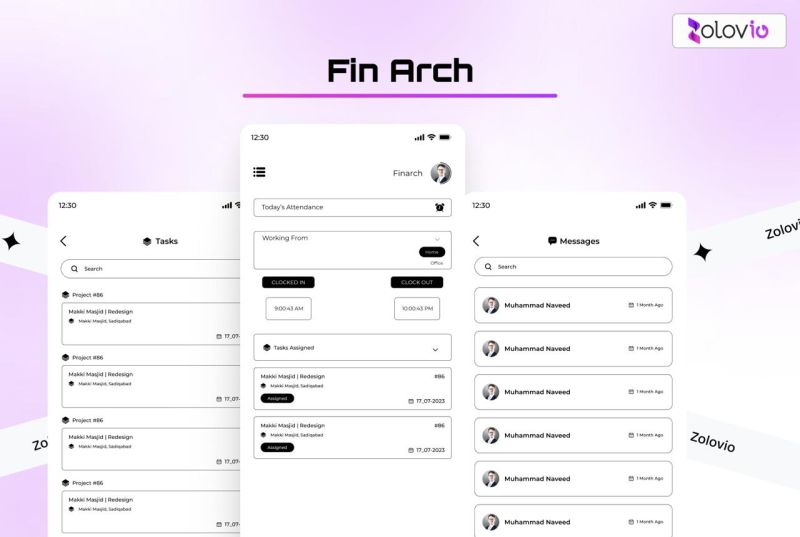 Zolovio
Fin Arch
12:30
Tasks
Search
Project #86
Makki Masjid | Redesign
Makki Masjid, Sadiqabad
17_07-
Project #86
Makki Masjid | Redesign
Makki Masjid, Sadiqabad
17_07-
Project #86
Makki Masjid | Redesign
Makki Masjid, Sadiqabad
17_07-
Project #86
Makki Masjid | Redesign
Makki Masjid, Sadiqabad
17_07-
12:30
Finarch
Today's Attendance
Working From
Home
Office
CLOCKED IN CLOCK OUT
9:00:43 AM 10:00:43 PM
Tasks Assigned
Makki Masjid | Redesign #86
Makki Masjid, Sadiqabad
Assigned 17_07-2023
Makki Masjid | Redesign #86
Makki Masjid, Sadiqabad
Assigned 17_07-2023
12:30
Messages
Search
Muhammad Naveed 1 Month Ago
Muhammad Naveed 1 Month Ago
Muhammad Naveed 1 Month Ago
Muhammad Naveed 1 Month Ago
Muhammad Naveed 1 Month Ago
Muhammad Naveed 1 Month Ago
Zolovio
Zolovio
Zo